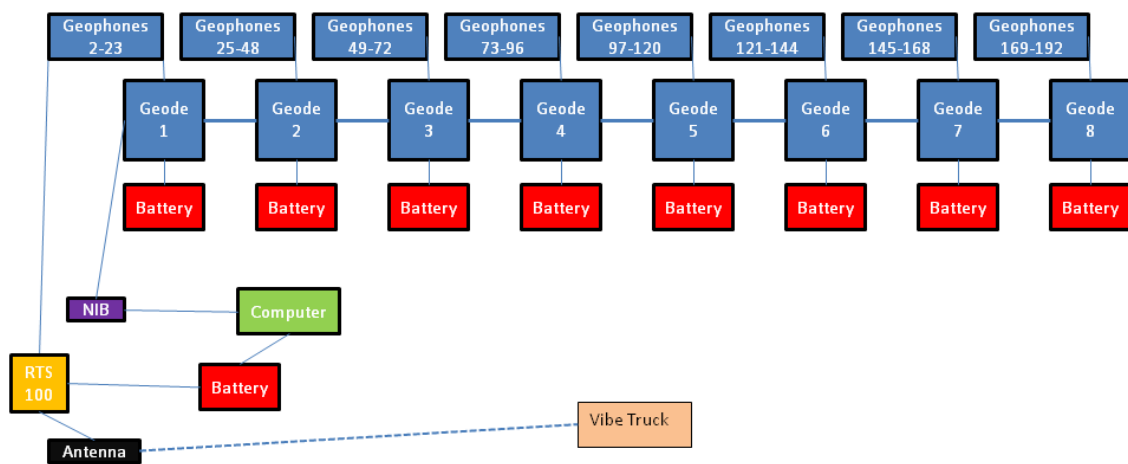 Geophones
2-23
Geophones
25-48
Geophones
49-72
Geophones
73-96
Geophones
97-120
Geophones
121-144
Geophones
145-168
Geophones
169-192
Geode
1
Geode
2
Geode
3
Geode
4
Geode
5
Geode
6
Geode
7
Geode
8
Battery
Battery
Battery
Battery
Battery
Battery
Battery
Battery
NIB
Computer
RTS
100
Battery
Vibe Truck
Antenna